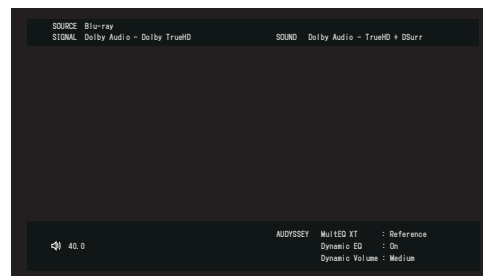 SOURCE Blu-ray
SIGNAL Dolby Audio - Dolby TrueHD SOUND Dolby Audio - TrueHD + DSurr
AUDYSSEY MultEQ XT : Reference
40.0 Dynamic EQ : On
Dynamic Volume : Medium